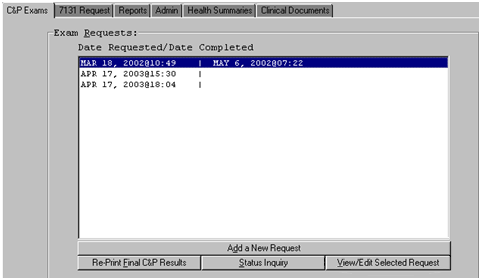 C&P Exams 7131 Request Reports Admin Health Summaries Clinical Documents
Exam Requests:
Date Requested/Date Completed
MAR 18, 2002@10:49 | MAY 6, 2002@07:22
APR 17, 2003@15:30 |
APR 17, 2003@18:04 |
Add a New Request
Re-Print Final C&P Results Status Inquiry View/Edit Selected Request